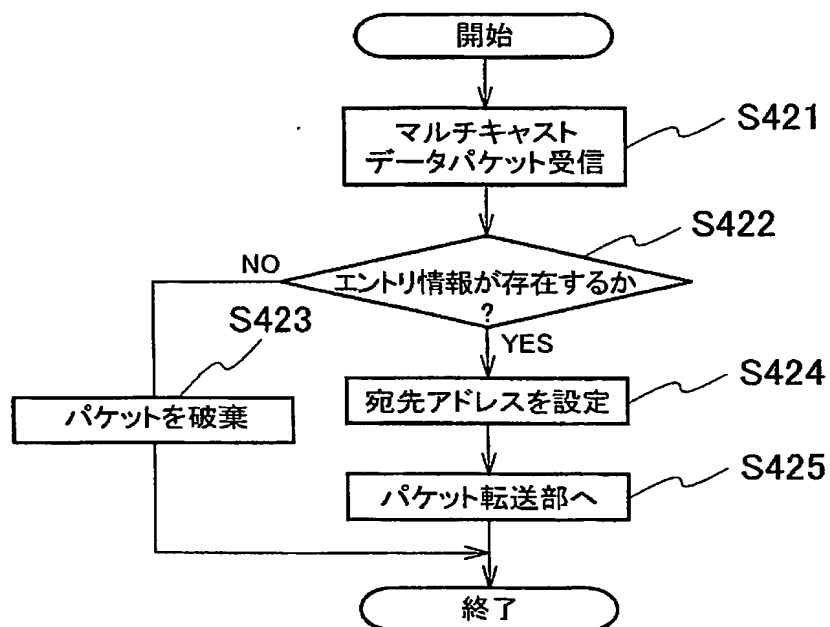 開始
マルチキャスト
データパケット受信
S421
S422
エントリ情報が存在するか
?
NO
YES
S423
パケットを破棄
S424
宛先アドレスを設定
S425
パケット転送部へ
終了